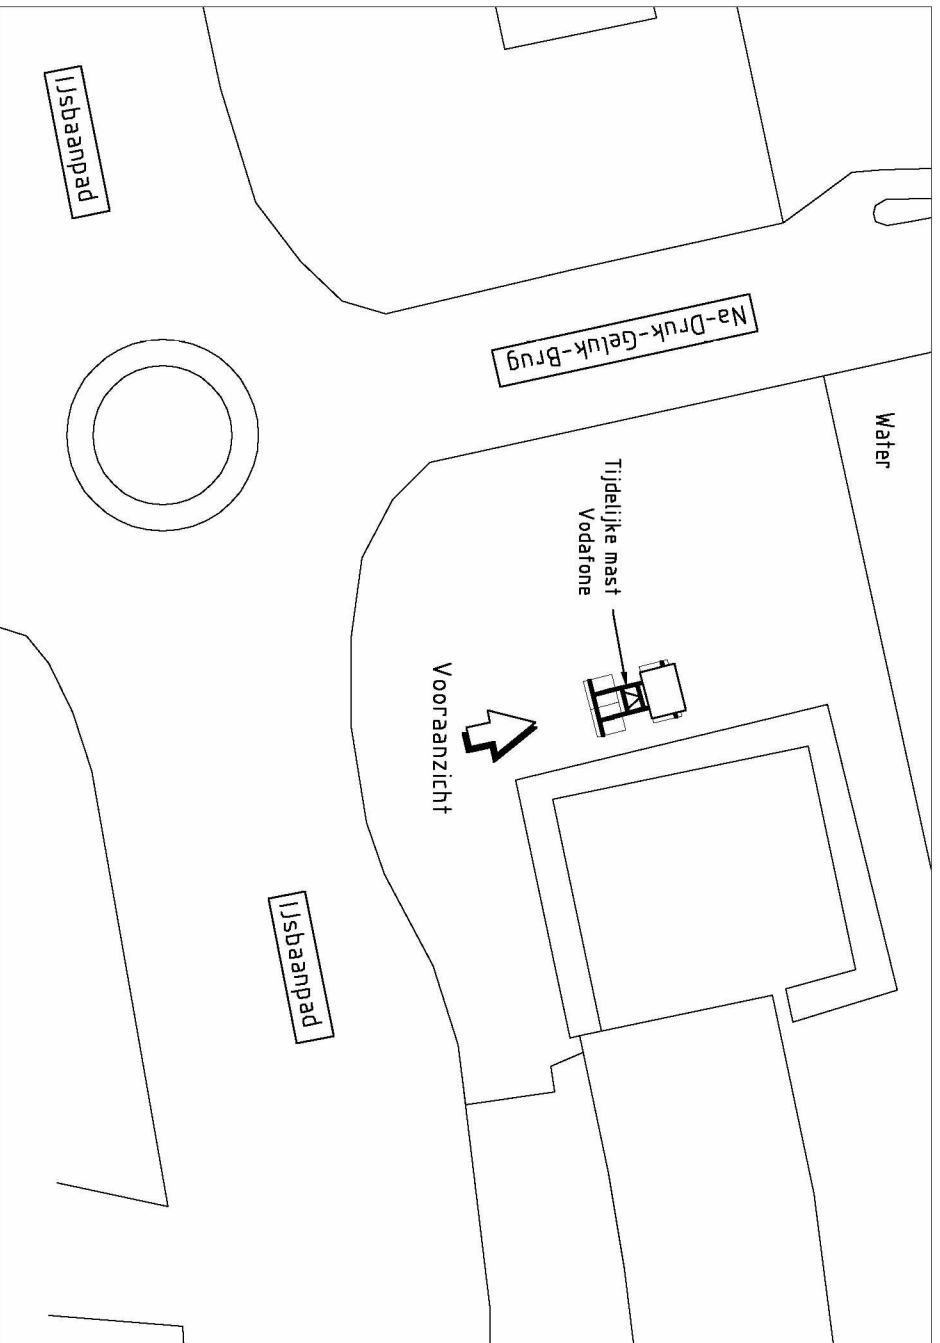 IJsbaanpad
Na-Druk-Geluk-Brug
Water
Tijdelijke mast
Vodafone
Vooraanzicht
IJsbaanpad